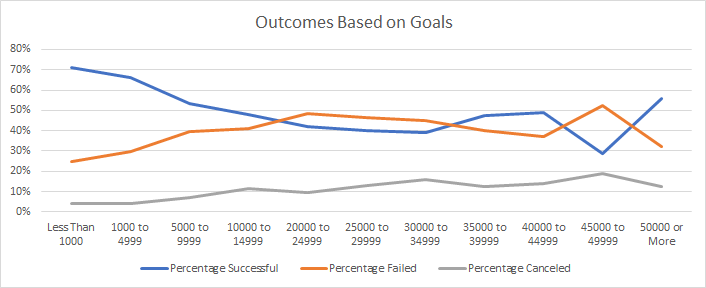 Outcomes Based on Goals
80%
70%
60%
50%
40%
30%
20%
10%
0%
Less Than 1000 to 5000 to 10000 to 20000 to 25000 to 30000 to 35000 to 40000 to 45000 to 50000 or
1000 4999 9999 14999 24999 29999 34999 39999 44999 49999 More
Percentage Successful Percentage Failed Percentage Canceled